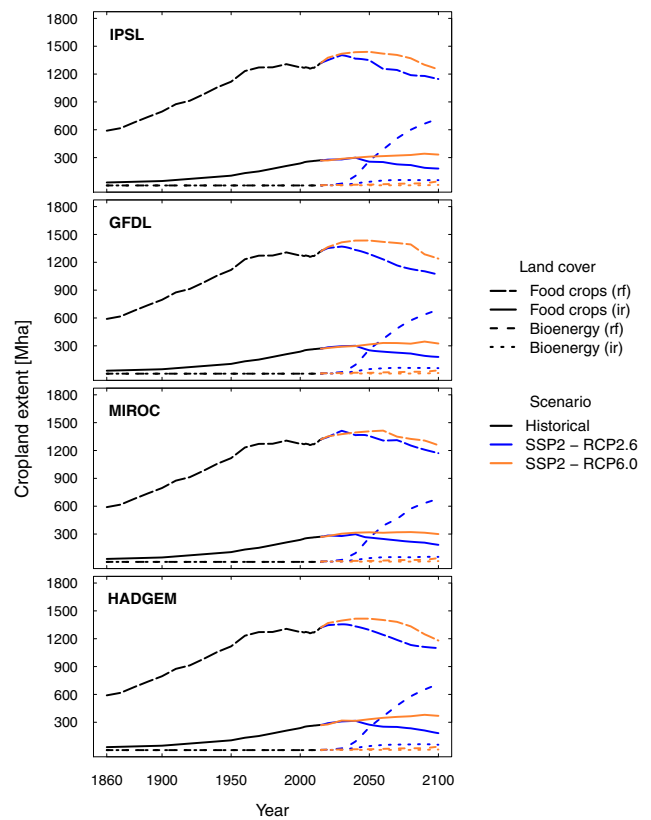 1800
IPSL
1500
1200
900
600
300
1800
GFDL
1500
1200
900
600
300
Land cover
Food crops (rf)
Food crops (ir)
Bioenergy (rf)
Bioenergy (ir)
Cropland extent [Mha]
1800
MIROC
1500
1200
900
600
300
Scenario
Historical
SSP2 − RCP2.6
SSP2 − RCP6.0
1800
HADGEM
1500
1200
900
600
300
1860 1900 1950 2000 2050 2100
Year